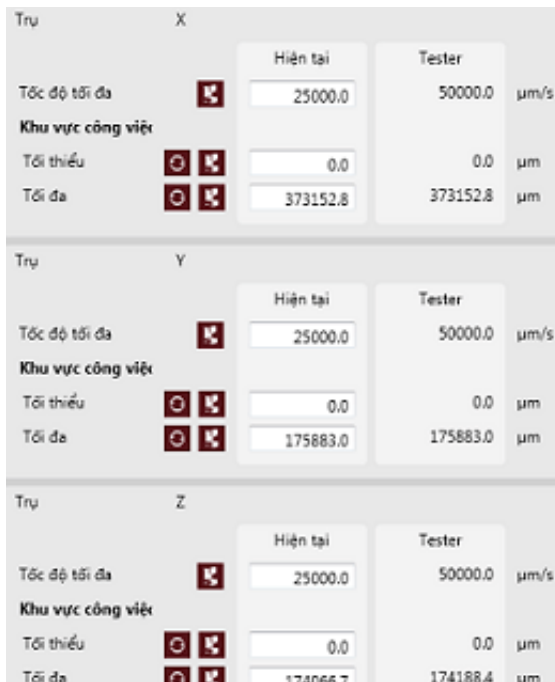 Trụ X
Hiện tại Tester
Tốc độ tối đa 25000.0 50000.0 µm/s
Khu vực công việc
Tối thiểu 0.0 0.0 µm
Tối đa 373152.8 373152.8 µm
Trụ Y
Hiện tại Tester
Tốc độ tối đa 25000.0 50000.0 µm/s
Khu vực công việc
Tối thiểu 0.0 0.0 µm
Tối đa 175883.0 175883.0 µm
Trụ Z
Hiện tại Tester
Tốc độ tối đa 25000.0 50000.0 µm/s
Khu vực công việc
Tối thiểu 0.0 0.0 µm
Tối đa 174066.7 174188.4 µm